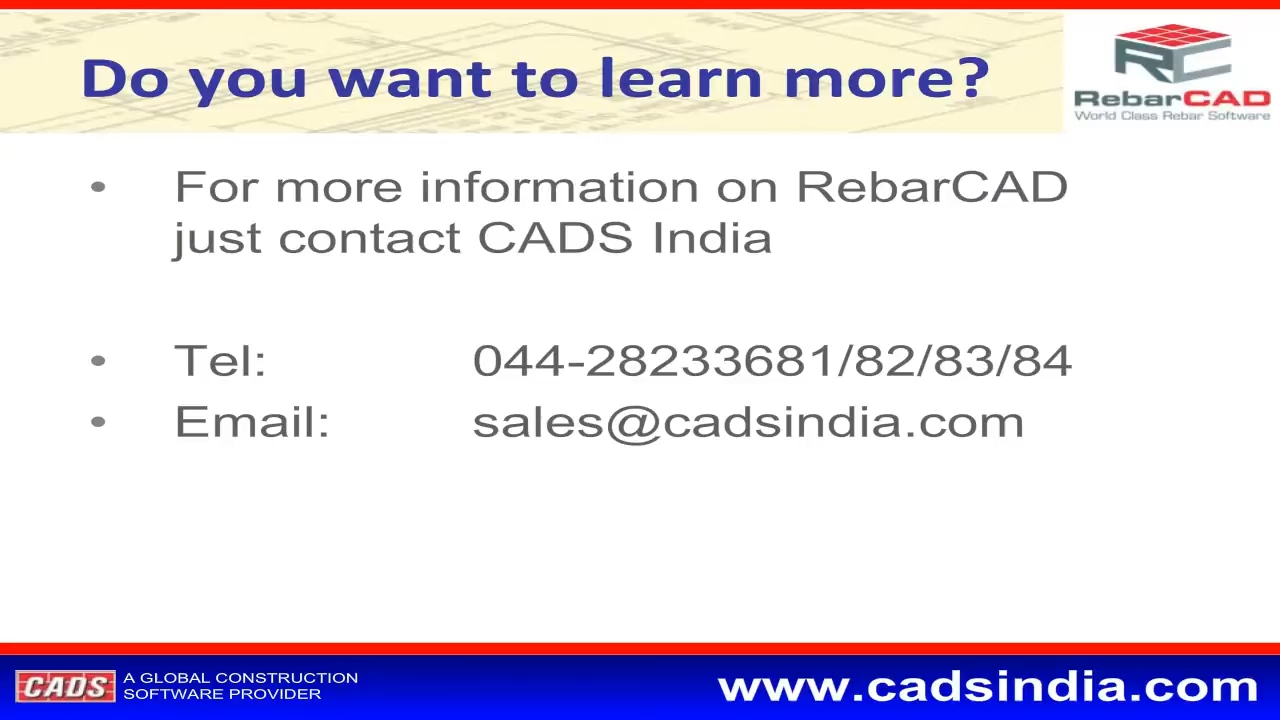 Do you want to learn more?
RC
RebarCAD
World Class Rebar Software
• For more information on RebarCAD
just contact CADS India
• Tel: 044-28233681/82/83/84
• Email: sales@cadsindia.com
CADS
A GLOBAL CONSTRUCTION
SOFTWARE PROVIDER
www.cadsindia.com